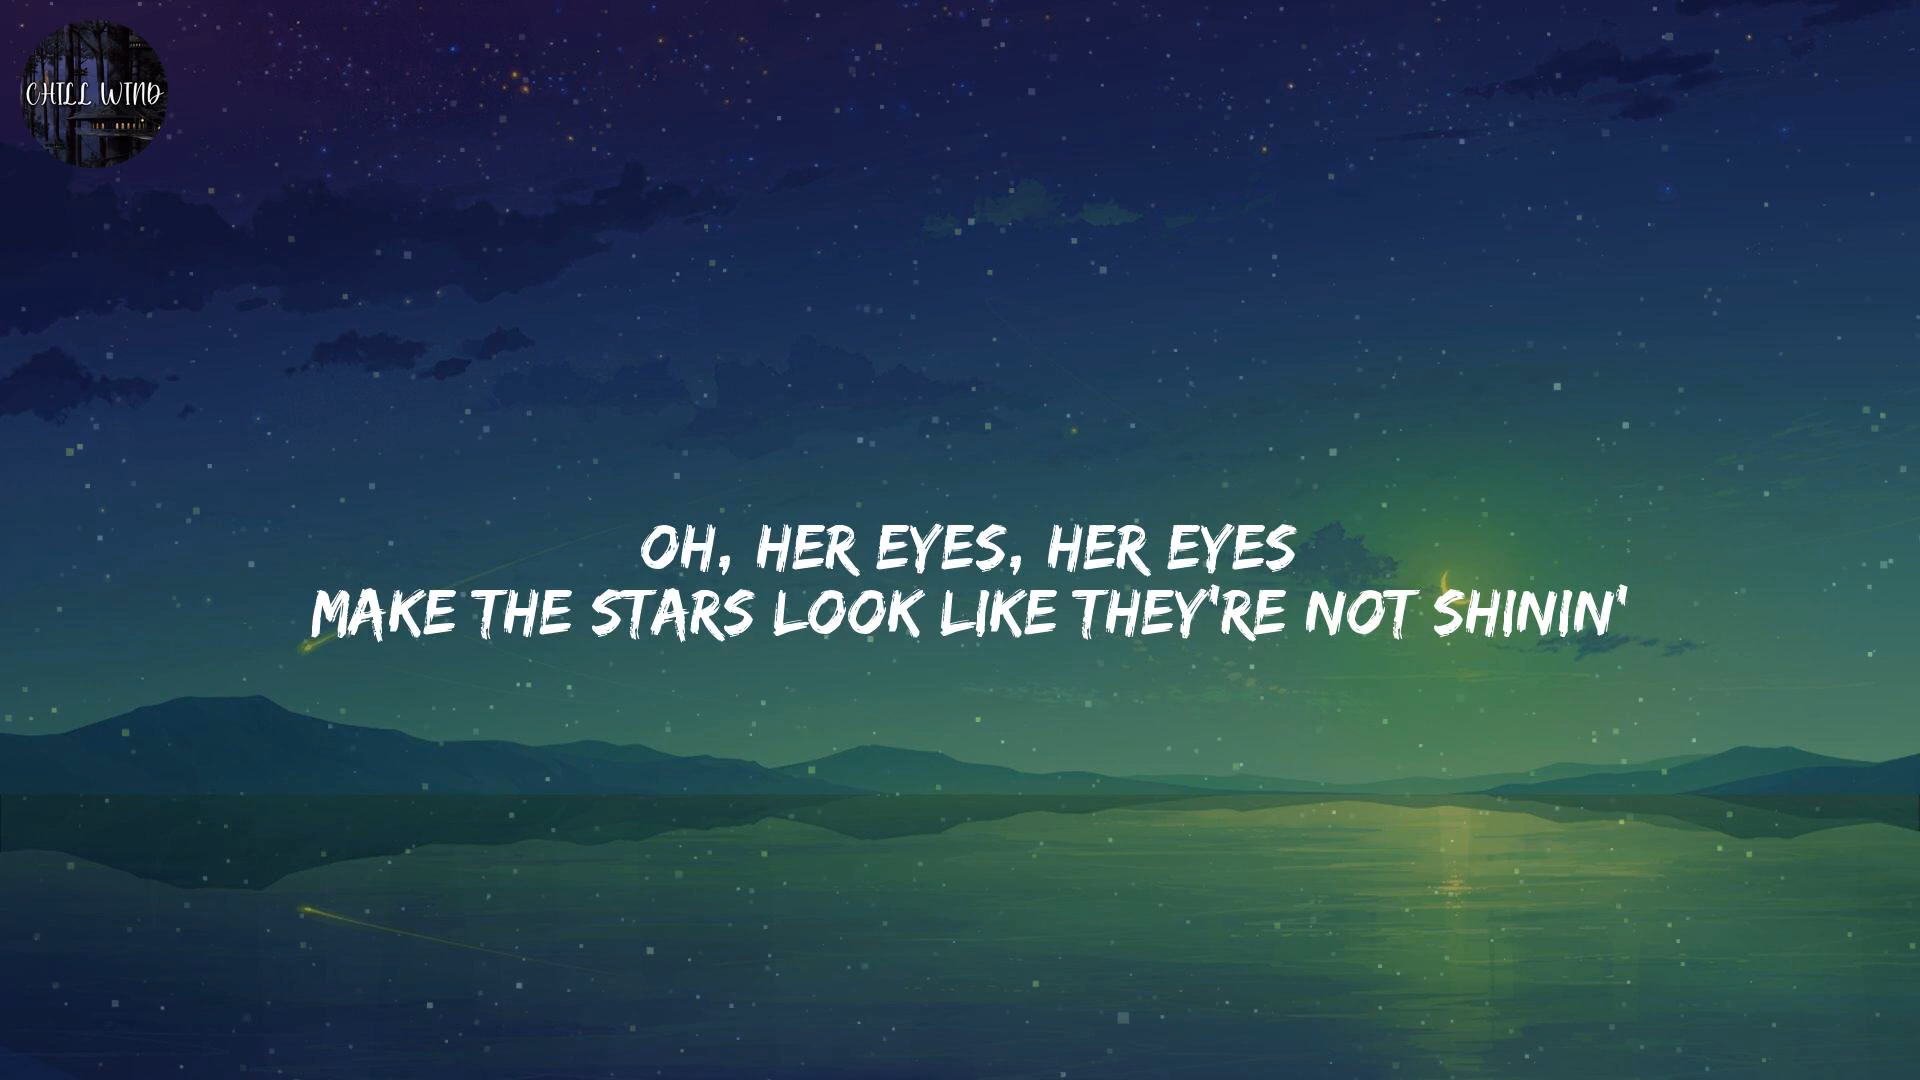 CHILL WIND
OH, HER EYES, HER EYES
MAKE THE STARS LOOK LIKE THEY'RE NOT SHININ'